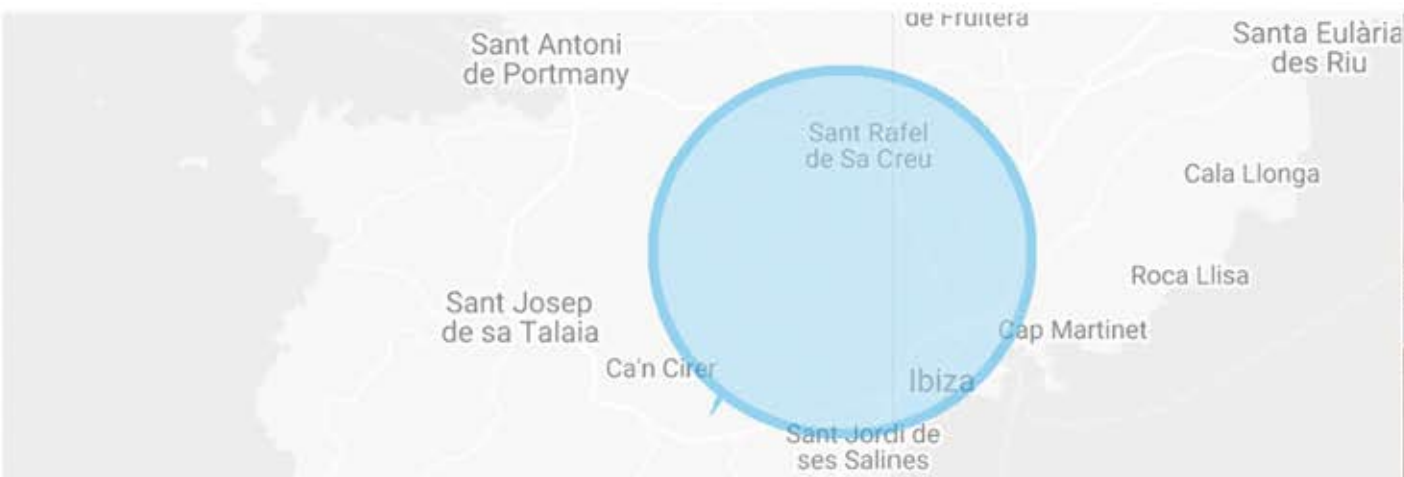 de Fruitera
Sant Antoni
de Portmany
Santa Eulària
des Riu
Sant Rafel
de Sa Creu
Cala Llonga
Roca Llisa
Sant Josep
de sa Talaia
Cap Martinet
Ca'n Cirer
Ibiza
Sant Jordi de
ses Salines